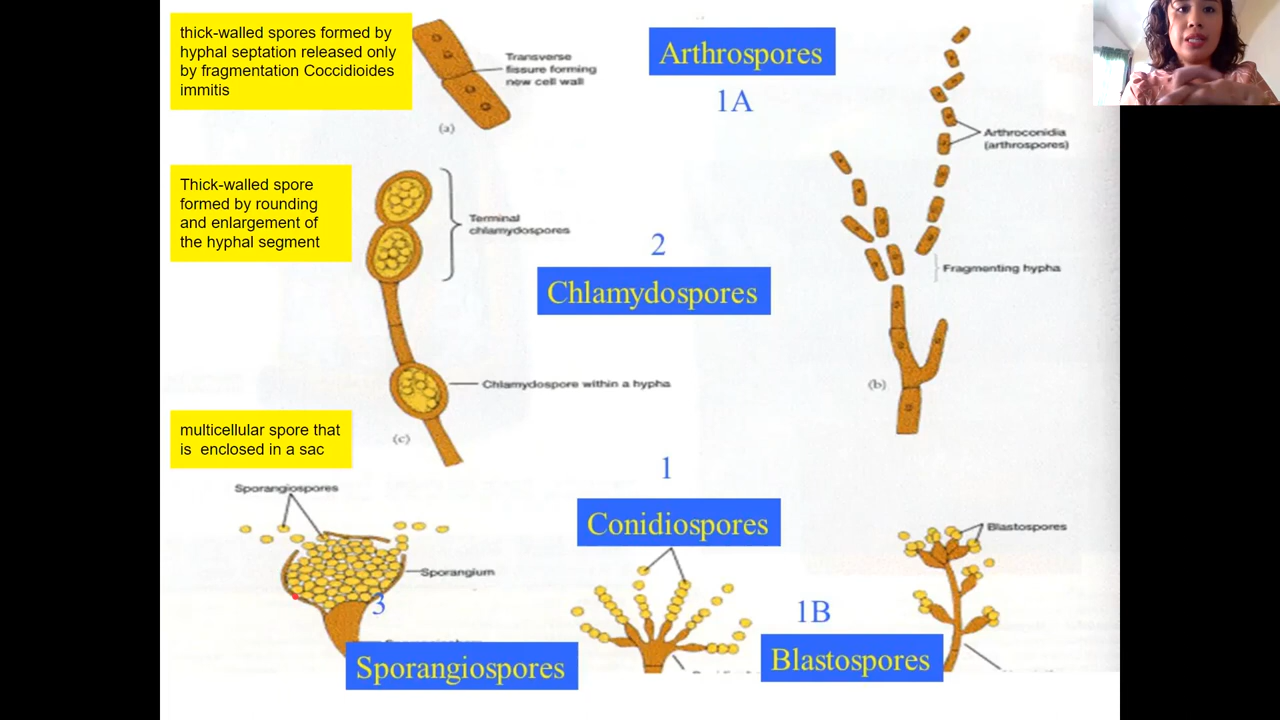 thick-walled spores formed by
hyphal septation released only
by fragmentation Coccidioides
immitis
Transverse
fissure forming
new cell wall
(a)
Arthrospores
1A
Arthroconidia
(arthrospores)
Fragmenting hypha
(b)
Thick-walled spore
formed by rounding
and enlargement of
the hyphal segment
Terminal
chlamydospores
2
Chlamydospores
Chlamydospore within a hypha
(c)
multicellular spore that
is enclosed in a sac
Sporangiospores
Sporangium
3
Sporangiospores
1
Conidiospores
Blastospores
1B
Blastospores